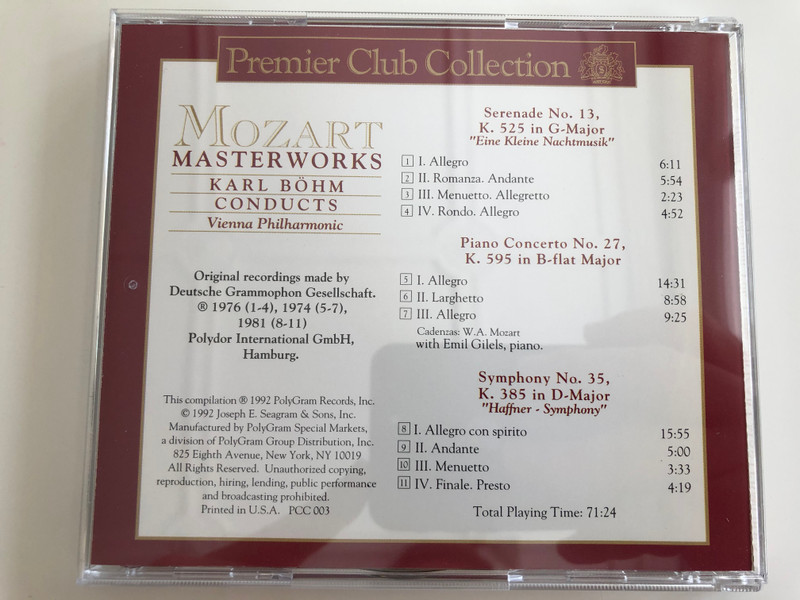 Premier Club Collection
MOZART
MASTERWORKS
KARL BÖHM
CONDUCTS
Vienna Philharmonic
Original recordings made by
Deutsche Grammophon Gesellschaft.
℗ 1976 (1-4), 1974 (5-7),
1981 (8-11)
Polydor International GmbH,
Hamburg.
This compilation ℗ 1992 PolyGram Records, Inc.
© 1992 Joseph E. Seagram & Sons, Inc.
Manufactured by PolyGram Special Markets,
a division of PolyGram Group Distribution, Inc.
825 Eighth Avenue, New York, NY 10019
All Rights Reserved. Unauthorized copying,
reproduction, hiring, lending, public performance
and broadcasting prohibited.
Printed in U.S.A. PCC 003
Serenade No. 13,
K. 525 in G-Major
"Eine Kleine Nachtmusik"
1 I. Allegro 6:11
2 II. Romanza. Andante 5:54
3 III. Menuetto. Allegretto 2:23
4 IV. Rondo. Allegro 4:52
Piano Concerto No. 27,
K. 595 in B-flat Major
5 I. Allegro 14:31
6 II. Larghetto 8:58
7 III. Allegro 9:25
Cadenzas: W.A. Mozart
with Emil Gilels, piano.
Symphony No. 35,
K. 385 in D-Major
"Haffner - Symphony"
8 I. Allegro con spirito 15:55
9 II. Andante 5:00
10 III. Menuetto 3:33
11 IV. Finale. Presto 4:19
Total Playing Time: 71:24